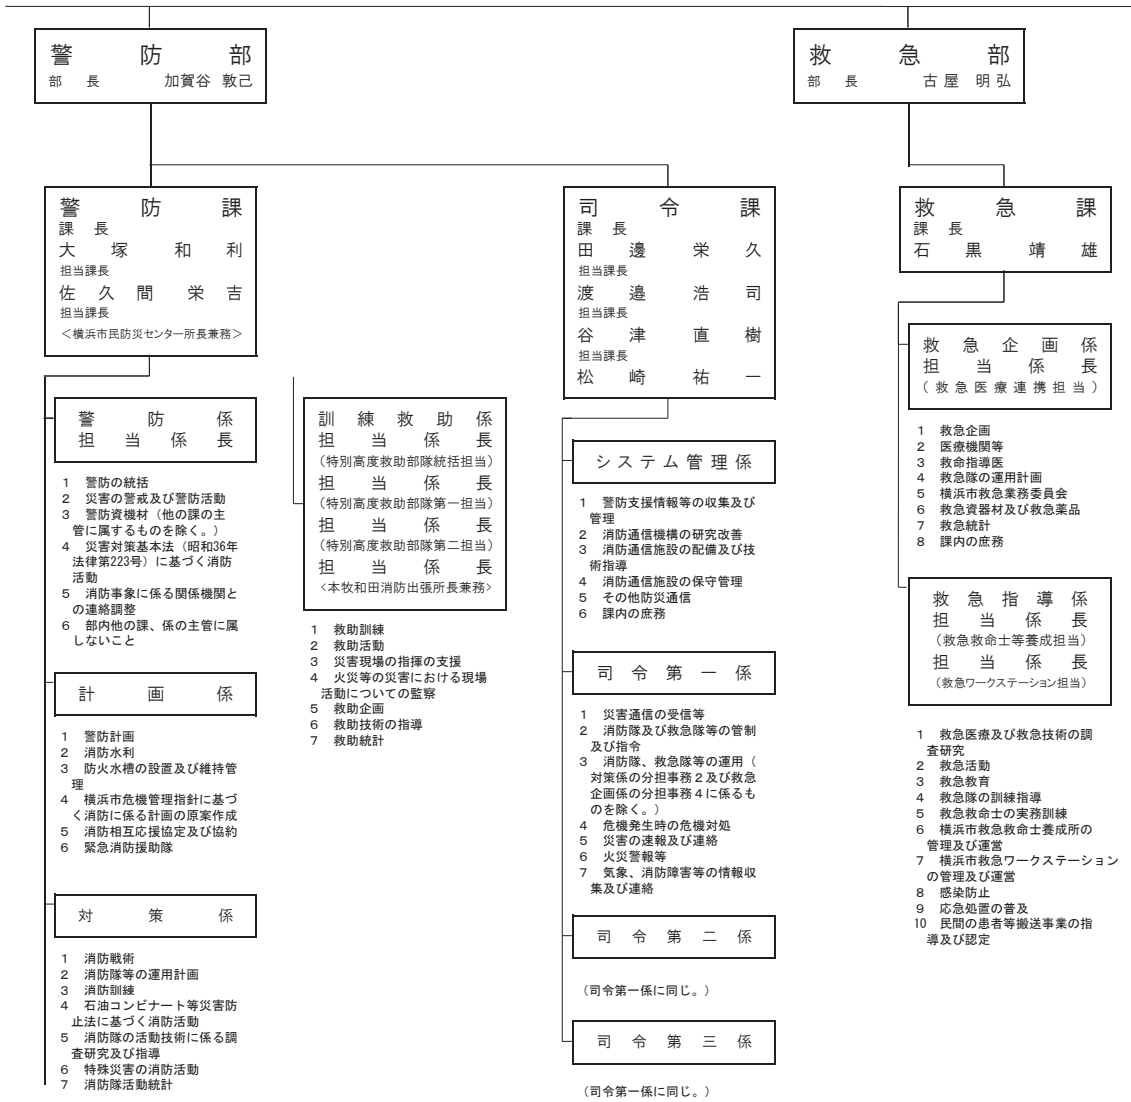 警防部
部長 加賀谷 敦己
警防課
課長
大塚和利
担当課長
佐久間栄吉
担当課長
＜横浜市民防災センター所長兼務＞
警防係
担当係長
1 警防の統括
2 災害の警戒及び警防活動
3 警防資機材（他の課の主
管に属するものを除く。）
4 災害対策基本法（昭和36年
法律第223号）に基づく消防
活動
5 消防事象に係る関係機関と
の連絡調整
6 部内他の課、係の主管に属
しないこと
計画係
1 警防計画
2 消防水利
3 防火水槽の設置及び維持管
理
4 横浜市危機管理指針に基づ
く消防に係る計画の原案作成
5 消防相互応援協定及び協約
6 緊急消防援助隊
対策係
1 消防戦術
2 消防隊等の運用計画
3 消防訓練
4 石油コンビナート等災害防
止法に基づく消防活動
5 消防隊の活動技術に係る調
査研究及び指導
6 特殊災害の消防活動
7 消防隊活動統計
訓練救助係
担当係長
（特別高度救助部隊統括担当）
担当係長
（特別高度救助部隊第一担当）
担当係長
（特別高度救助部隊第二担当）
担当係長
＜本牧和田消防出張所長兼務＞
1 救助訓練
2 救助活動
3 災害現場の指揮の支援
4 火災等の災害における現場
活動についての監察
5 救助企画
6 救助技術の指導
7 救助統計
司令課
課長
田邊栄久
担当課長
渡邉浩司
担当課長
谷津直樹
担当課長
松崎祐一
システム管理係
1 警防支援情報等の収集及び
管理
2 消防通信機構の研究改善
3 消防通信施設の配備及び技
術指導
4 消防通信施設の保守管理
5 その他防災通信
6 課内の庶務
司令第一係
1 災害通信の受信等
2 消防隊及び救急隊等の管制
及び指令
3 消防隊、救急隊等の運用（
対策係の分担事務２及び救急
企画係の分担事務４に係るも
のを除く。）
4 危機発生時の危機対処
5 災害の速報及び連絡
6 火災警報等
7 気象、消防障害等の情報収
集及び連絡
司令第二係
（司令第一係に同じ。）
司令第三係
（司令第一係に同じ。）
救急部
部長 古屋 明弘
救急課
課長
石黒靖雄
救急企画係
担当係長
（救急医療連携担当）
1 救急企画
2 医療機関等
3 救命指導医
4 救急隊の運用計画
5 横浜市救急業務委員会
6 救急資器材及び救急薬品
7 救急統計
8 課内の庶務
救急指導係
担当係長
（救急救命士等養成担当）
担当係長
（救急ワークステーション担当）
1 救急医療及び救急技術の調
査研究
2 救急活動
3 救急教育
4 救急隊の訓練指導
5 救急救命士の実務訓練
6 横浜市救急救命士養成所の
管理及び運営
7 横浜市救急ワークステーション
の管理及び運営
8 感染防止
9 応急処置の普及
10 民間の患者等搬送事業の指
導及び認定